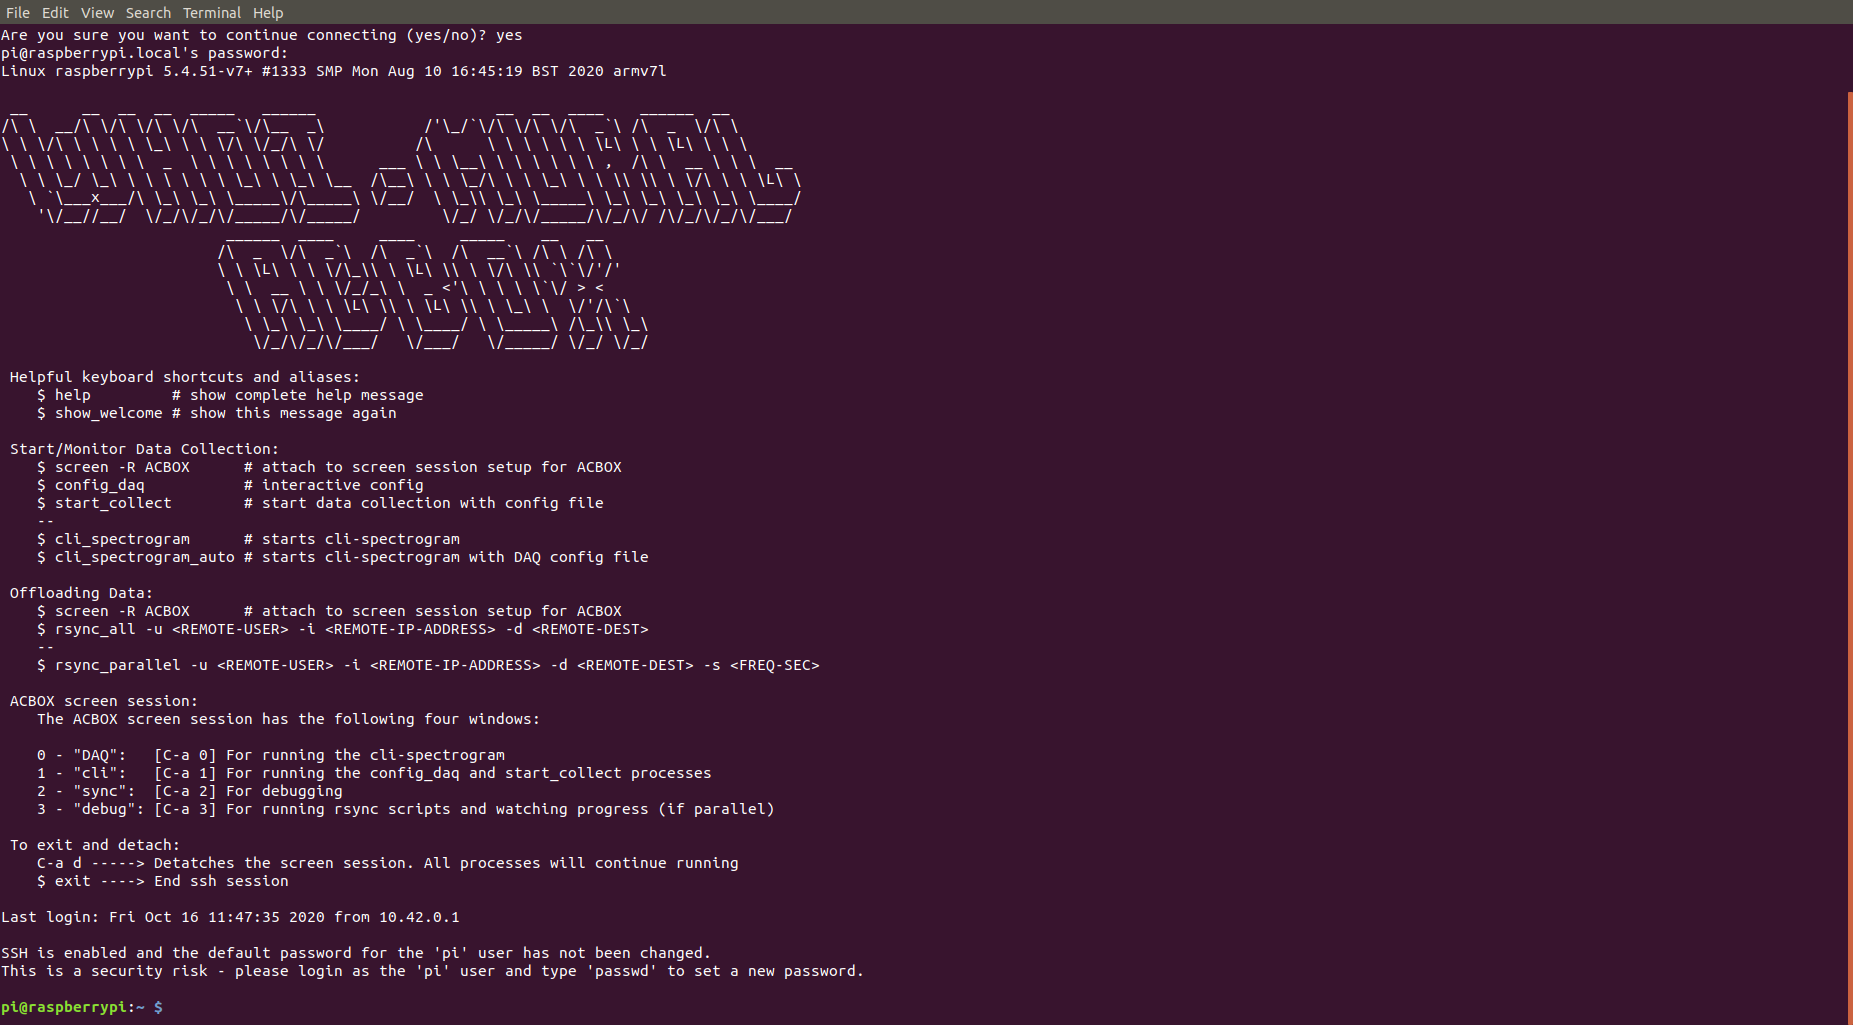 File Edit View Search Terminal Help
Are you sure you want to continue connecting (yes/no)? yes
pi@raspberrypi.local's password:
Linux raspberrypi 5.4.51-v7+ #1333 SMP Mon Aug 10 16:45:19 BST 2020 armv7l
ACBOX
Helpful keyboard shortcuts and aliases:
$ help # show complete help message
$ show_welcome # show this message again
Start/Monitor Data Collection:
$ screen -R ACBOX # attach to screen session setup for ACBOX
$ config_daq # interactive config
$ start_collect # start data collection with config file
--
$ cli_spectrogram # starts cli-spectrogram
$ cli_spectrogram_auto # starts cli-spectrogram with DAQ config file
Offloading Data:
$ screen -R ACBOX # attach to screen session setup for ACBOX
$ rsync_all -u <REMOTE-USER> -i <REMOTE-IP-ADDRESS> -d <REMOTE-DEST>
--
$ rsync_parallel -u <REMOTE-USER> -i <REMOTE-IP-ADDRESS> -d <REMOTE-DEST> -s <FREQ-SEC>
ACBOX screen session:
The ACBOX screen session has the following four windows:
0 - "DAQ": [C-a 0] For running the cli-spectrogram
1 - "cli": [C-a 1] For running the config_daq and start_collect processes
2 - "sync": [C-a 2] For debugging
3 - "debug": [C-a 3] For running rsync scripts and watching progress (if parallel)
To exit and detach:
C-a d -----> Detatches the screen session. All processes will continue running
$ exit ----> End ssh session
Last login: Fri Oct 16 11:47:35 2020 from 10.42.0.1
SSH is enabled and the default password for the 'pi' user has not been changed.
This is a security risk - please login as the 'pi' user and type 'passwd' to set a new password.
pi@raspberrypi:~ $